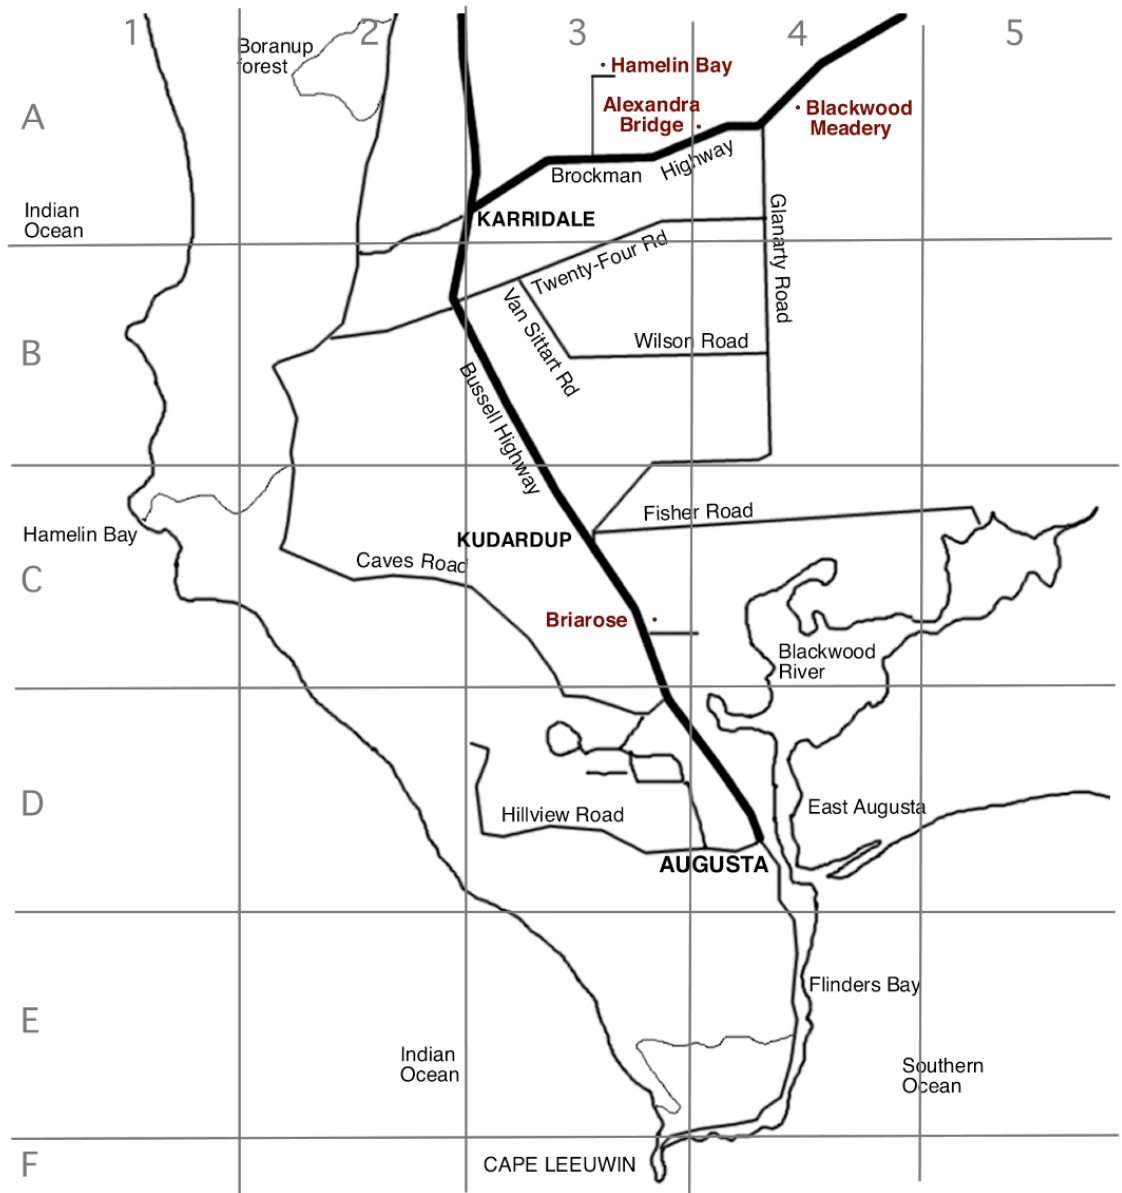 1
2
3
4
5
Boranup
forest
Hamelin Bay
Alexandra
Bridge
Blackwood
Meadery
A
Brockman
Highway
Indian
Ocean
KARRIDALE
Glanarty Road
Twenty-Four Rd
Van Sittart Rd
Wilson Road
B
Bussell Highway
Fisher Road
Hamelin Bay
KUDARDUP
Caves Road
C
Briarose
Blackwood
River
D
Hillview Road
East Augusta
AUGUSTA
Flinders Bay
E
Indian
Ocean
Southern
Ocean
F
CAPE LEEUWIN